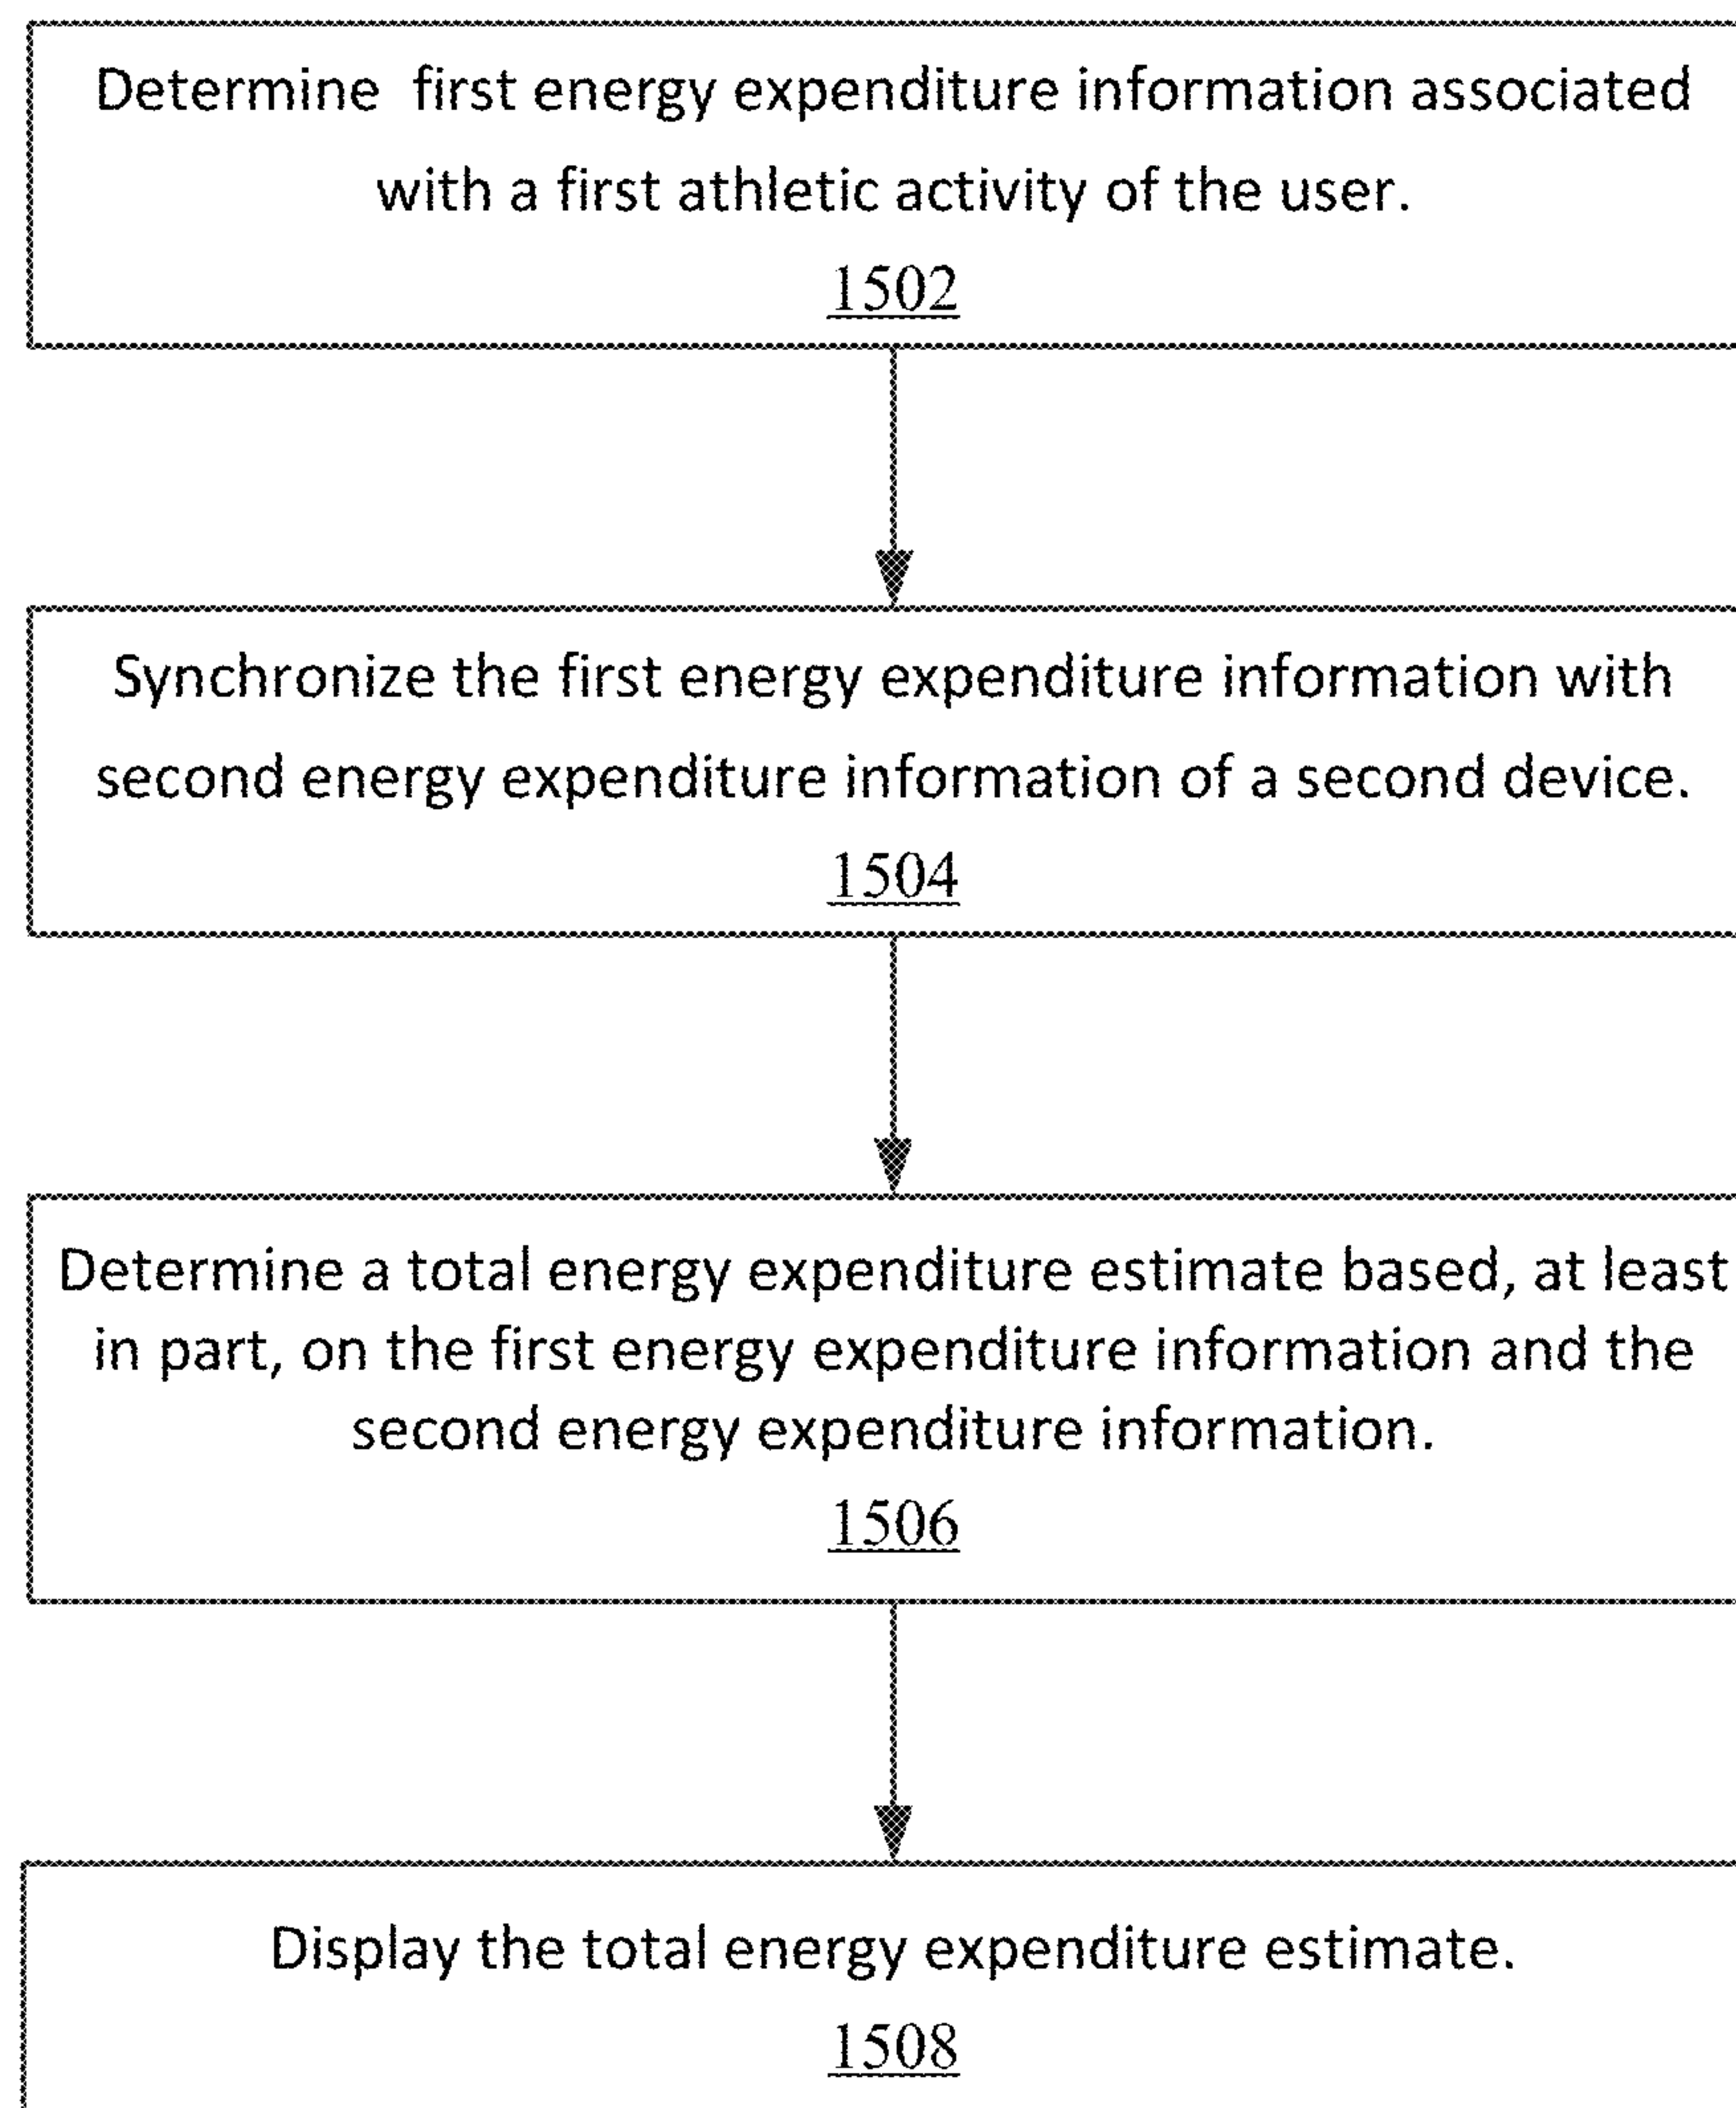 Determine  first energy expenditure information associated
with a first athletic activity of the user.
1502
Synchronize the first energy expenditure information with
second energy expenditure information of a second device.
1504
Determine a total energy expenditure estimate based, at least
in part, on the first energy expenditure information and the
second energy expenditure information.
1506
Display the total energy expenditure estimate.
1508